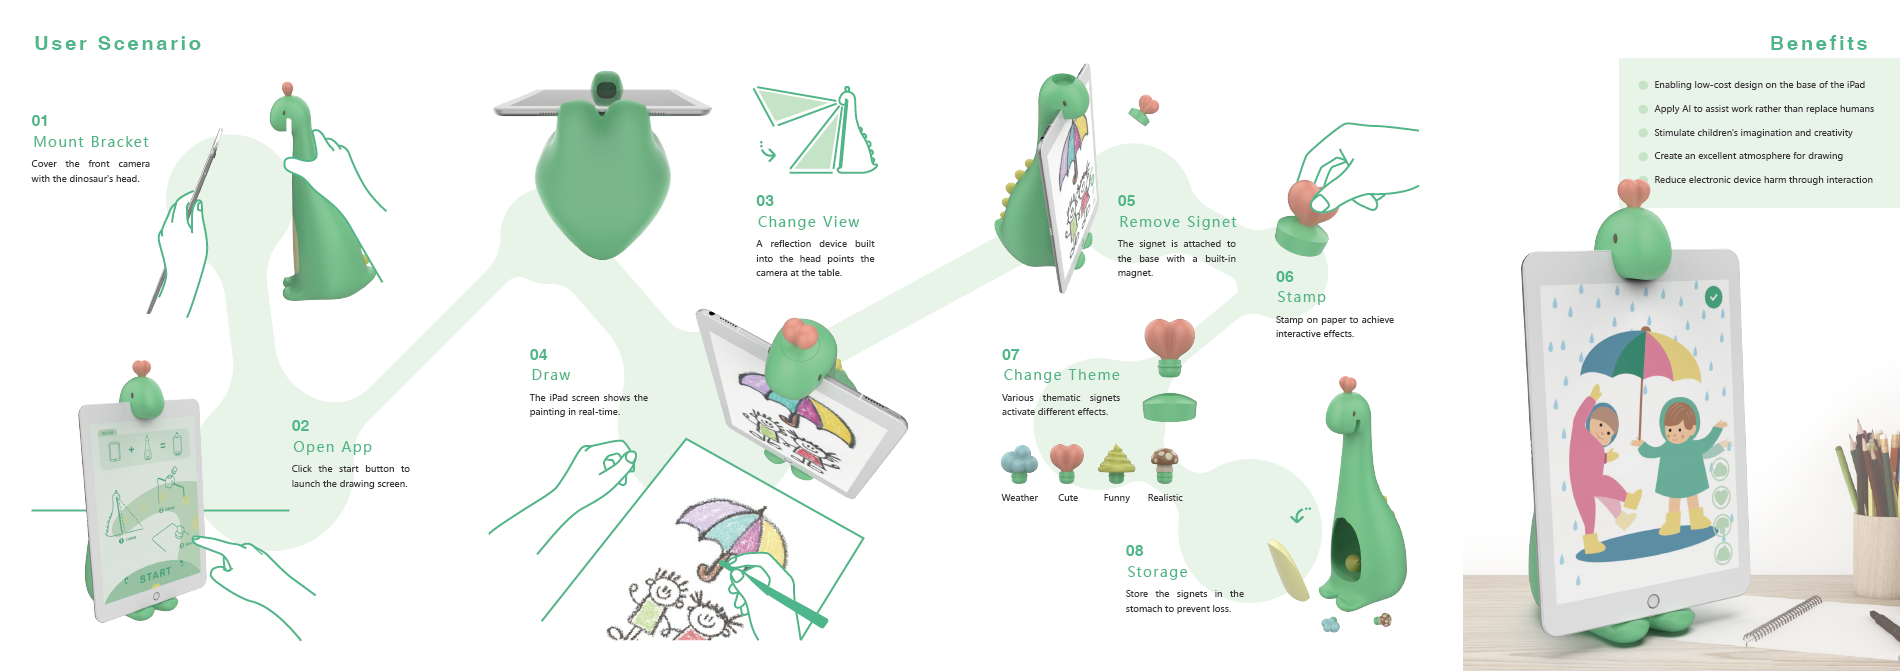 User Scenario
01
Mount Bracket
Cover the front camera
with the dinosaur's head.
02
Open App
Click the start button to
launch the drawing screen.
START
03
Change View
A reflection device built
into the head points the
camera at the table.
04
Draw
The iPad screen shows the
painting in real-time.
05
Remove Signet
The signet is attached to
the base with a built-in
magnet.
06
Stamp
Stamp on paper to achieve
interactive effects.
07
Change Theme
Various thematic signets
activate different effects.
Weather Cute Funny Realistic
08
Storage
Store the signets in the
stomach to prevent loss.
Benefits
Enabling low-cost design on the base of the iPad
Apply AI to assist work rather than replace humans
Stimulate children's imagination and creativity
Create an excellent atmosphere for drawing
Reduce electronic device harm through interaction